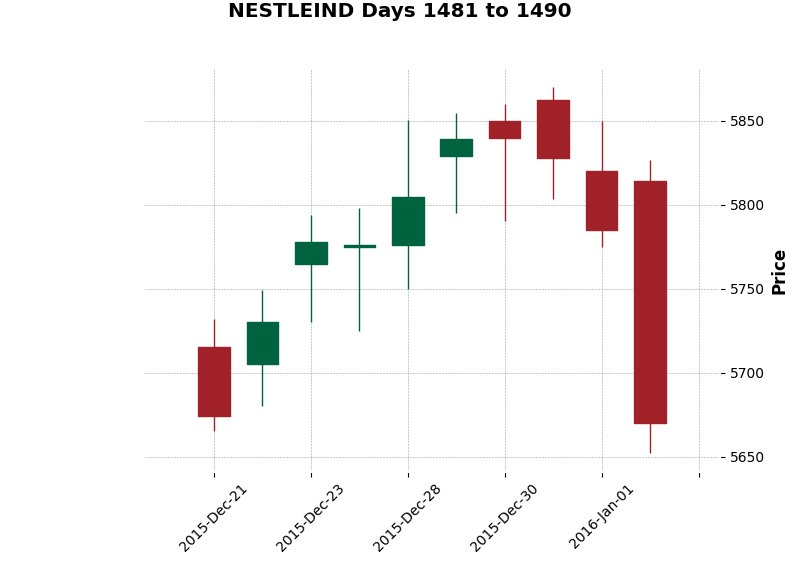 NESTLEIND Days 1481 to 1490
5850
5800
5750
5700
5650
Price
2015-Dec-21
2015-Dec-23
2015-Dec-28
2015-Dec-30
2016-Jan-01